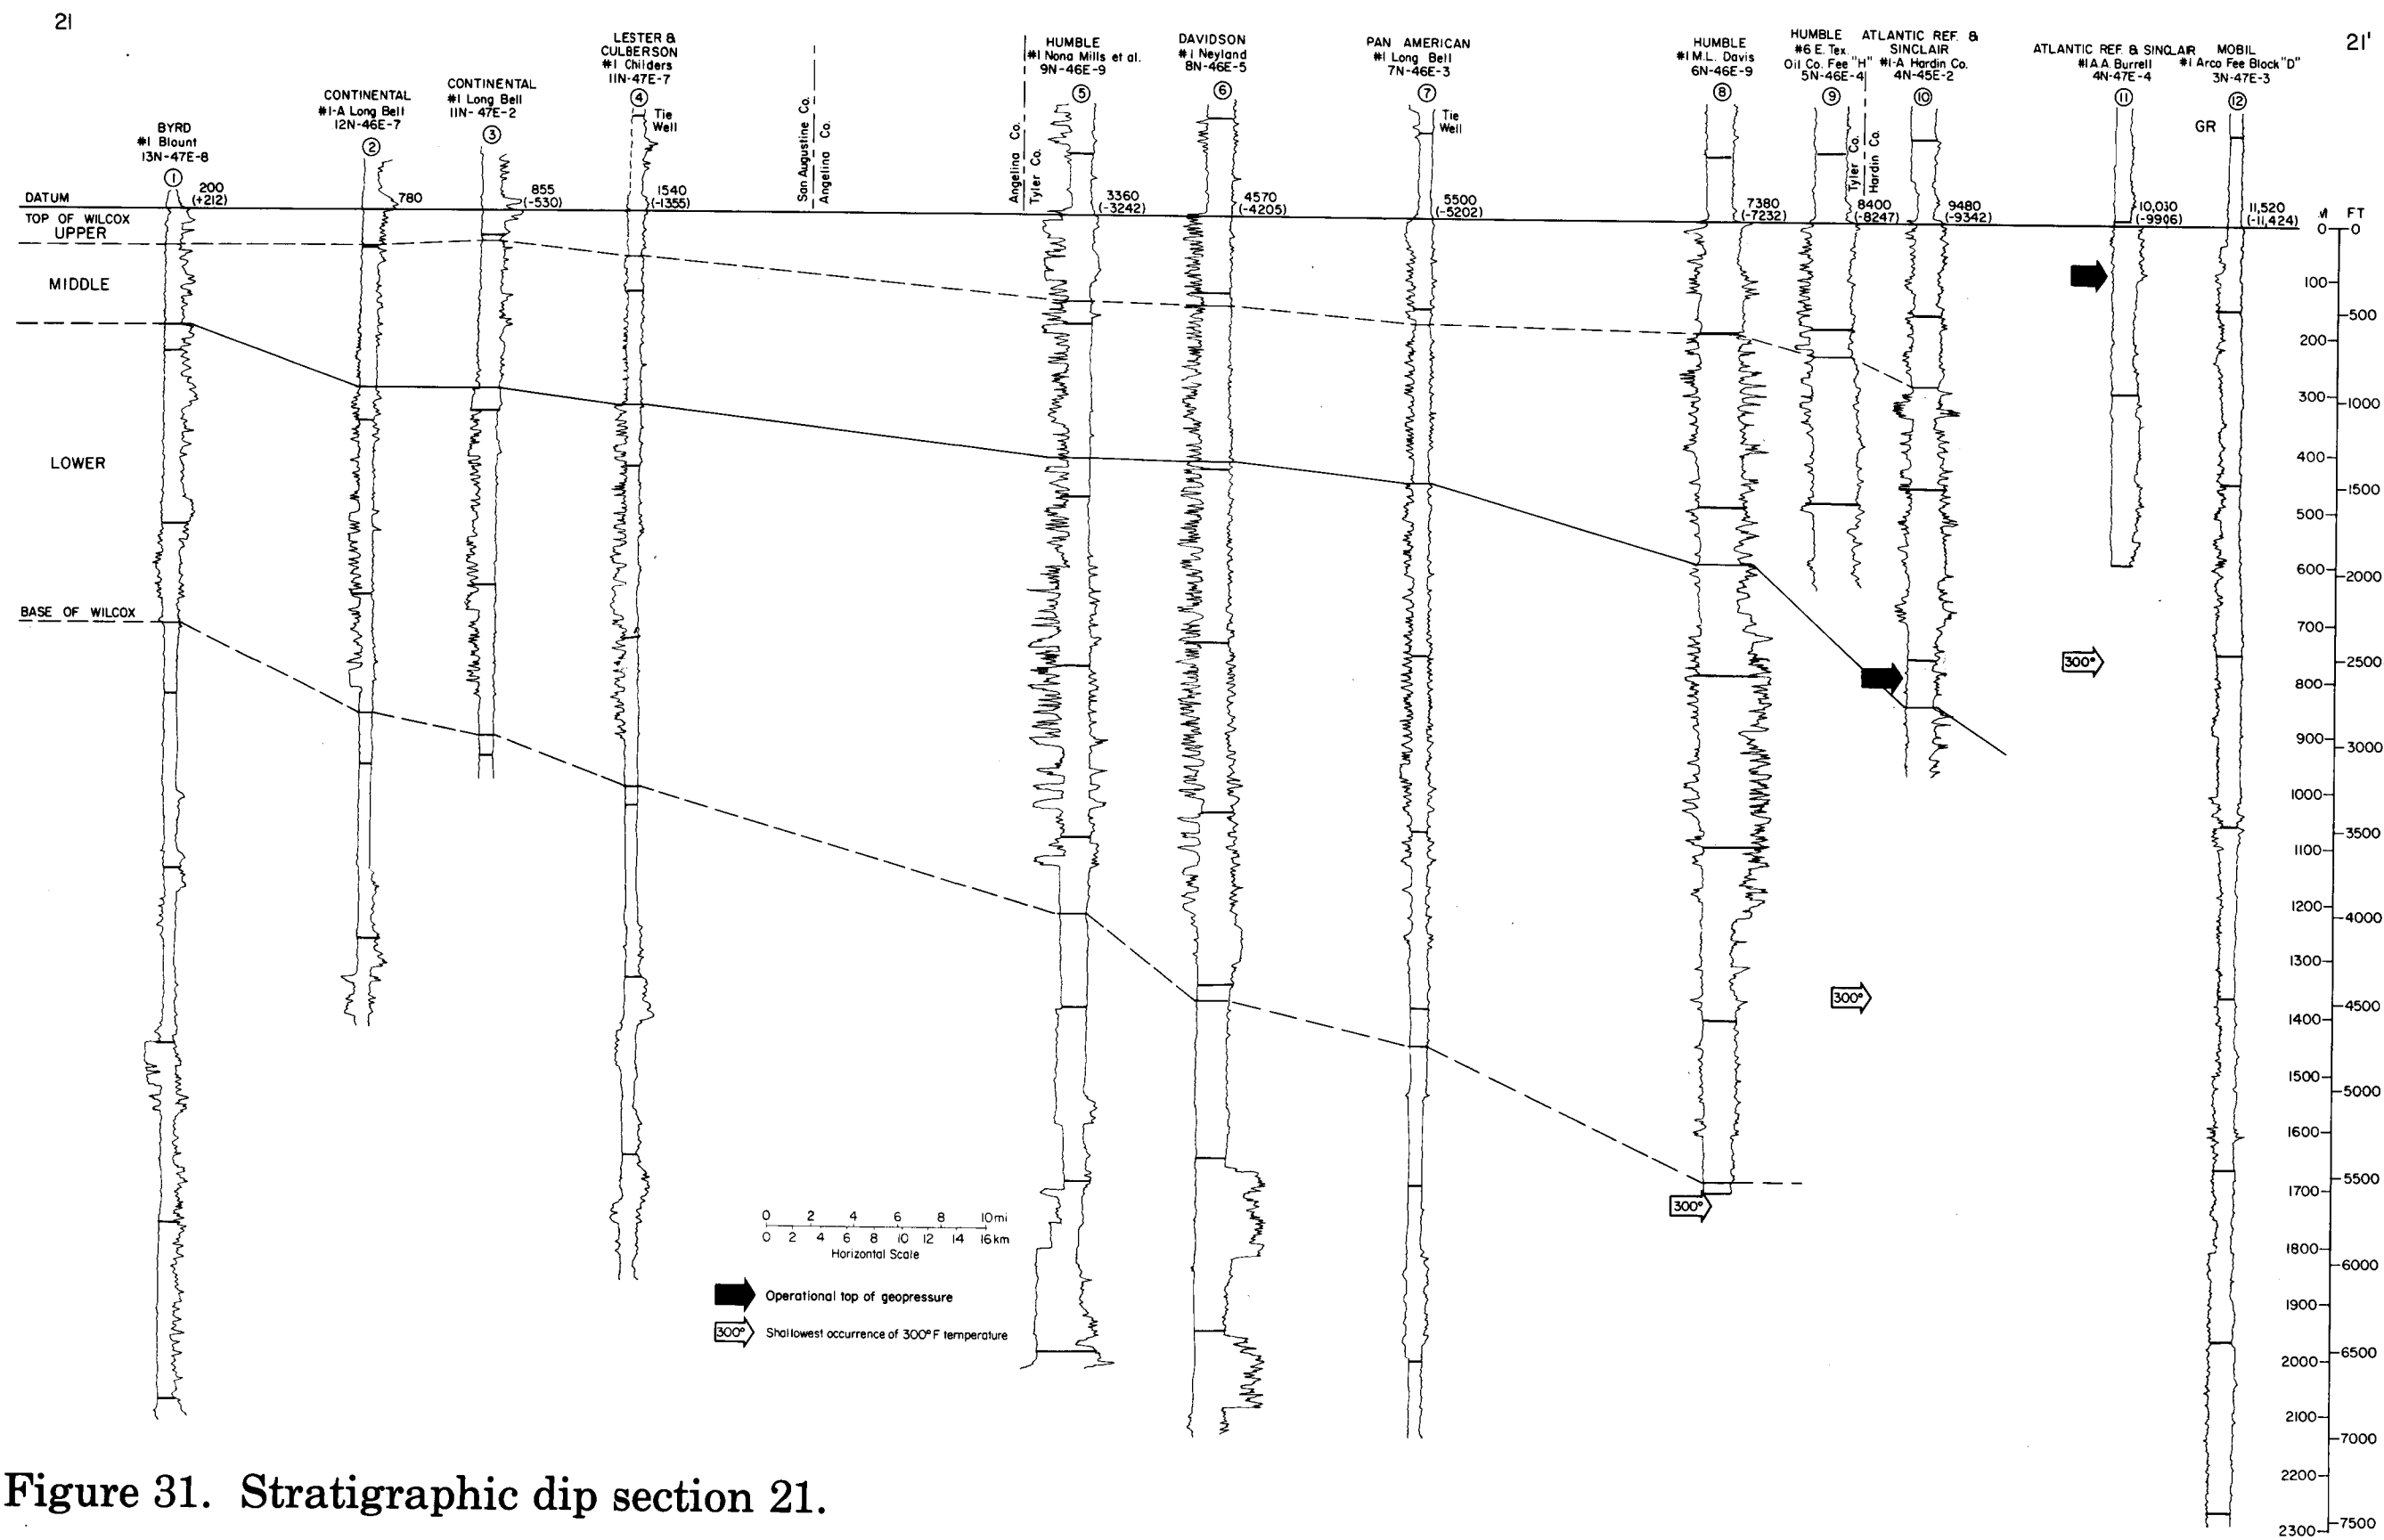 21
21'
BYRD
#1 Blount
13N-47E-8
①
200
(+212)
CONTINENTAL
#1-A Long Bell
12N-46E-7
②
780
CONTINENTAL
#1 Long Bell
11N-47E-2
③
855
(-530)
LESTER &
CULBERSON
#1 Childers
11N-47E-7
④
Tie
Well
1540
(-1355)
San Augustine Co.
Angelina Co.
Angelina Co.
Tyler Co.
HUMBLE
#1 Nona Mills et al.
9N-46E-9
⑤
3360
(-3242)
DAVIDSON
#1 Neyland
8N-46E-5
⑥
4570
(-4205)
PAN AMERICAN
#1 Long Bell
7N-46E-3
⑦
Tie
Well
5500
(-5202)
HUMBLE
#1 M.L. Davis
6N-46E-9
⑧
7380
(-7232)
HUMBLE
#6 E. Tex.
Oil Co. Fee "H"
5N-46E-4
⑨
8400
(-8247)
Tyler Co.
Hardin Co.
ATLANTIC REF. &
SINCLAIR
#1-A Hardin Co.
4N-45E-2
⑩
9480
(-9342)
ATLANTIC REF. & SINCLAIR
#1 A.A. Burrell
4N-47E-4
⑪
10,030
(-9906)
MOBIL
#1 Arco Fee Block "D"
3N-47E-3
⑫
GR
11,520
(-11,424)
DATUM
TOP OF WILCOX
UPPER
MIDDLE
LOWER
BASE OF WILCOX
M FT
0 0
100
500
200
300
1000
400
1500
500
600
2000
700
2500
800
900
3000
1000
3500
1100
1200
4000
1300
4500
1400
1500
5000
1600
5500
1700
1800
6000
1900
6500
2000
2100
7000
2200
7500
2300
300°
300°
300°
0 2 4 6 8 10 mi
0 2 4 6 8 10 12 14 16 km
Horizontal Scale
Operational top of geopressure
300° Shallowest occurrence of 300°F temperature
Figure 31. Stratigraphic dip section 21.